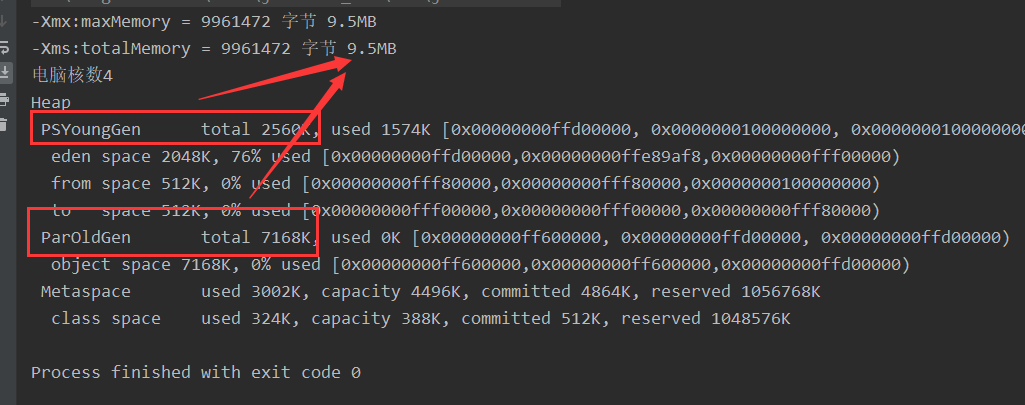 -Xmx:maxMemory = 9961472 字节 9.5MB
-Xms:totalMemory = 9961472 字节 9.5MB
电脑核数4
Heap
PSYoungGen total 2560K, used 1574K [0x00000000ffd00000, 0x0000000100000000, 0x0000000100000000
eden space 2048K, 76% used [0x00000000ffd00000,0x00000000ffe89af8,0x00000000fff00000)
from space 512K, 0% used [0x00000000fff80000,0x00000000fff80000,0x0000000100000000)
to space 512K, 0% used [0x00000000fff00000,0x00000000fff00000,0x00000000fff80000)
ParOldGen total 7168K, used 0K [0x00000000ff600000, 0x00000000ffd00000, 0x00000000ffd00000)
object space 7168K, 0% used [0x00000000ff600000,0x00000000ff600000,0x00000000ffd00000)
Metaspace used 3002K, capacity 4496K, committed 4864K, reserved 1056768K
class space used 324K, capacity 388K, committed 512K, reserved 1048576K
Process finished with exit code 0